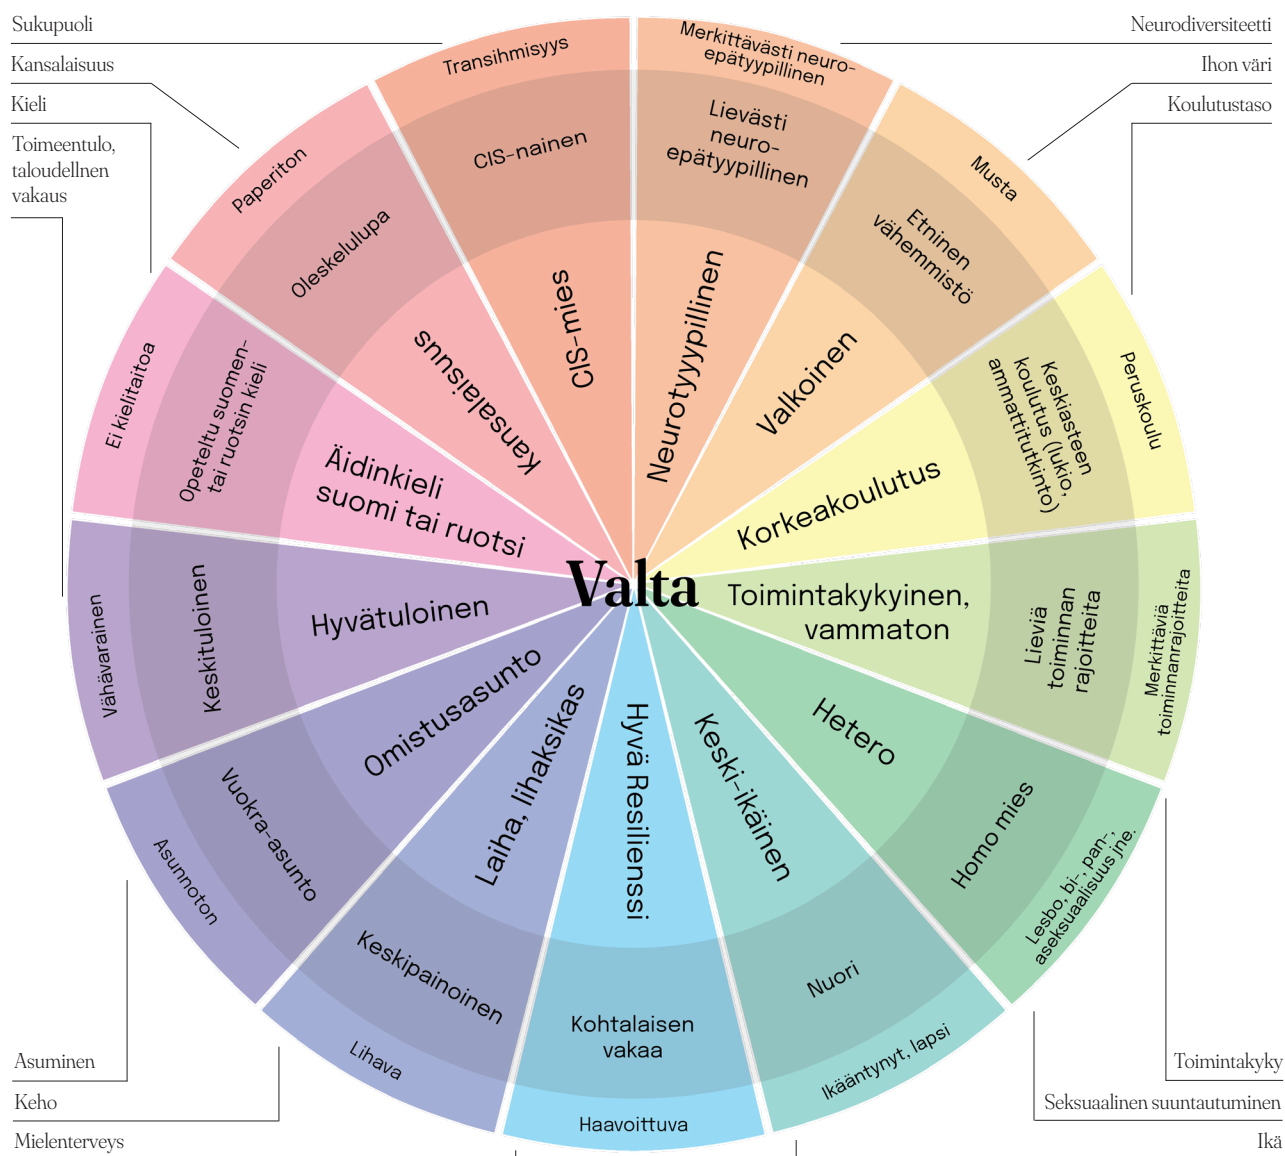 Sukupuoli
Kansalaisuus
Kieli
Toimeentulo,
taloudellnen
vakaus
Neurodiversiteetti
Ihon väri
Koulutustaso
Transihmisyys
CIS-nainen
CIS-mies
Merkittävästi neuro-
epätyypillinen
Lievästi
neuro-
epätyypillinen
Neurotyyypillinen
Musta
Etninen
vähemmistö
Valkoinen
Peruskoulu
Keskiasteen
koulutus (lukio,
ammattitutkinto)
Korkeakoulutus
Merkittäviä
toiminnanrajoitteita
Lieviä
toiminnan
rajoitteita
Toimintakykyinen,
vammaton
Lesbo, bi-, pan-,
aseksuaalisuus jne.
Homo mies
Hetero
Ikääntynyt, lapsi
Nuori
Keski-ikäinen
Haavoittuva
Kohtalaisen
vakaa
Hyvä Resilienssi
Lihava
Keskipainoinen
Laiha, lihaksikas
Asunnoton
Vuokra-asunto
Omistusasunto
Vähävarainen
Keskituloinen
Hyvätuloinen
Ei kielitaitoa
Opeteltu suomen-
tai ruotsin kieli
Äidinkieli
suomi tai ruotsi
Paperiton
Oleskelulupa
Kansalaisuus
Valta
Asuminen
Keho
Mielenterveys
Toimintakyky
Seksuaalinen suuntautuminen
Ikä